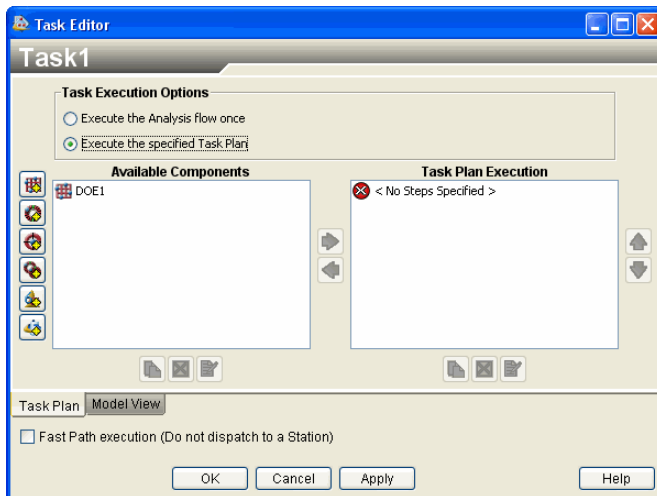 Task Editor
Task1
Task Execution Options
Execute the Analysis flow once
Execute the specified Task Plan
Available Components
Task Plan Execution
DOE1
< No Steps Specified >
Task Plan
Model View
Fast Path execution (Do not dispatch to a Station)
OK
Cancel
Apply
Help